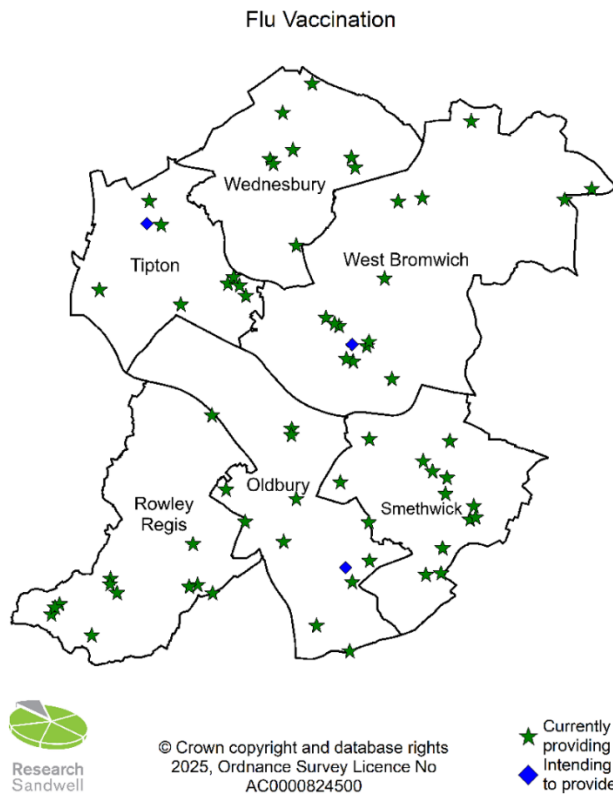 Flu Vaccination
Wednesbury
Tipton
West Bromwich
Oldbury
Rowley
Regis
Smethwick
Research
Sandwell
© Crown copyright and database rights
2025, Ordnance Survey Licence No
AC0000824500
Currently
providing
Intending
to provide